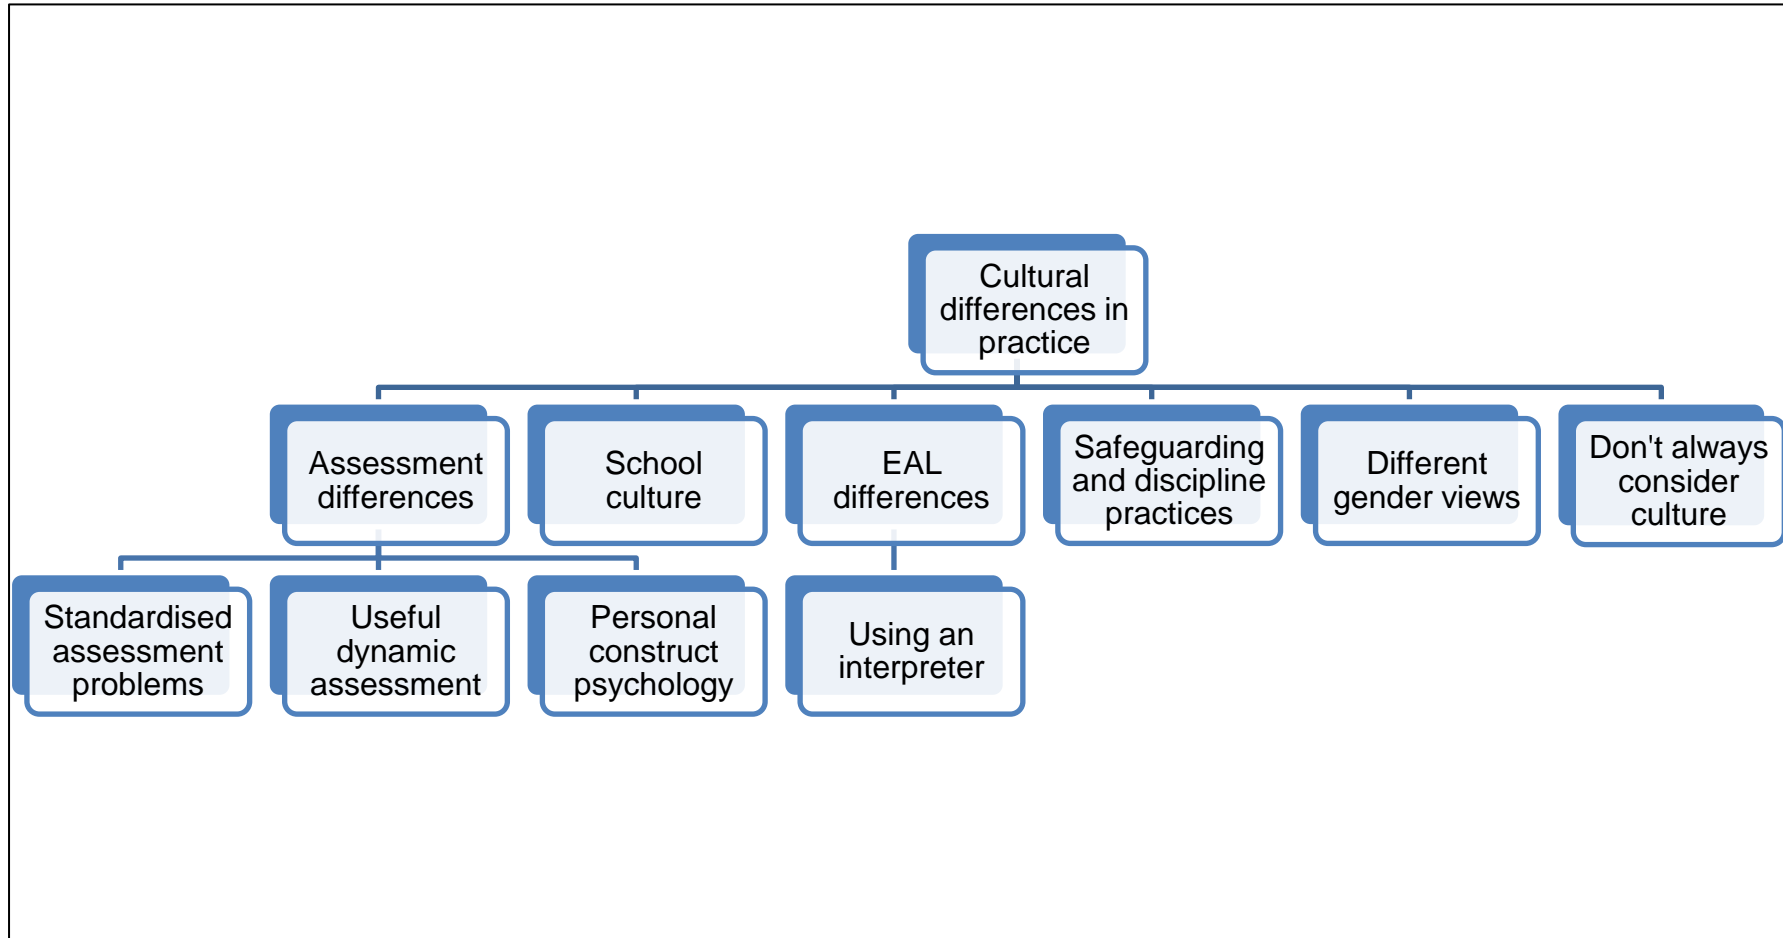 Cultural
differences in
practice
Assessment
differences
School
culture
EAL
differences
Safeguarding
and discipline
practices
Different
gender views
Don't always
consider
culture
Standardised
assessment
problems
Useful
dynamic
assessment
Personal
construct
psychology
Using an
interpreter